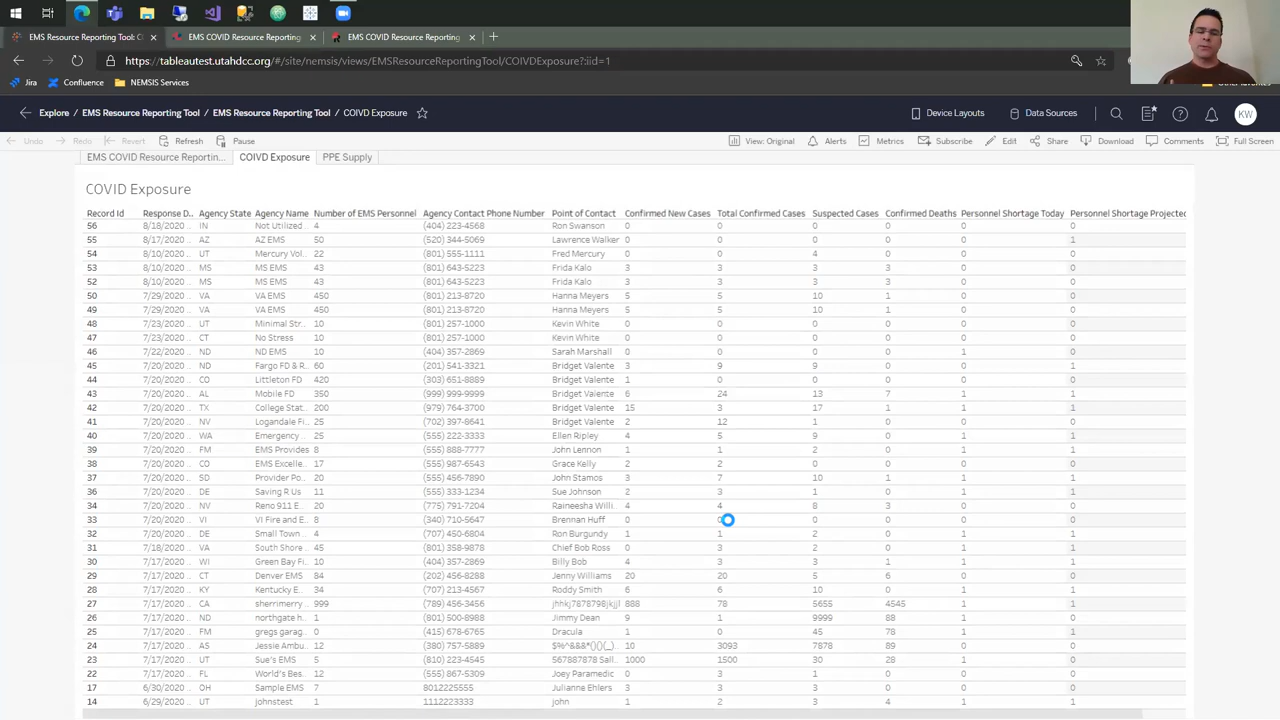 EMS Resource Reporting Tool: C
EMS COVID Resource Reporting
EMS COVID Resource Reporting
https://tableautest.utahdcc.org/#/site/nemsis/views/EMSResourceReportingTool/COIVDExposure?:iid=1
Jira Confluence NEMSIS Services
Explore / EMS Resource Reporting Tool / EMS Resource Reporting Tool / COIVD Exposure Device Layouts Data Sources KW
Undo Redo Revert Refresh Pause View: Original Alerts Metrics Subscribe Edit Share Download Comments Full Screen
EMS COVID Resource Reportin... COIVD Exposure PPE Supply
COVID Exposure
Record Id Response D.. Agency State Agency Name Number of EMS Personnel Agency Contact Phone Number Point of Contact Confirmed New Cases Total Confirmed Cases Suspected Cases Confirmed Deaths Personnel Shortage Today Personnel Shortage Projected
56 8/18/2020 .. IN Not Utilized.. 4 (404) 223-4568 Ron Swanson 0 0 0 0 0 0
55 8/17/2020 .. AZ AZ EMS 50 (520) 344-5069 Lawrence Walker 0 0 0 0 0 1
54 8/10/2020 .. UT Mercury Vol.. 22 (801) 555-1111 Fred Mercury 0 0 4 0 0 0
53 8/10/2020 .. MS MS EMS 43 (801) 643-5223 Frida Kalo 3 3 3 3 0 0
52 8/10/2020 .. MS MS EMS 43 (801) 643-5223 Frida Kalo 3 3 3 3 0 0
50 7/29/2020 .. VA VA EMS 450 (801) 213-8720 Hanna Meyers 5 5 10 1 0 0
49 7/29/2020 .. VA VA EMS 450 (801) 213-8720 Hanna Meyers 5 5 10 1 0 0
48 7/23/2020 .. UT Minimal Str.. 10 (801) 257-1000 Kevin White 0 0 0 0 0 0
47 7/23/2020 .. CT No Stress 10 (801) 257-1000 Kevin White 0 0 0 0 0 0
46 7/22/2020 .. ND ND EMS 10 (404) 357-2869 Sarah Marshall 0 0 0 0 1 0
45 7/20/2020 .. ND Fargo FD & R.. 60 (201) 541-3321 Bridget Valente 3 9 9 0 0 1
44 7/20/2020 .. CO Littleton FD 420 (303) 651-8889 Bridget Valente 1 0 0 0 0 0
43 7/20/2020 .. AL Mobile FD 350 (999) 999-9999 Bridget Valente 6 24 13 7 1 1
42 7/20/2020 .. TX College Stat.. 200 (979) 764-3700 Bridget Valente 15 3 17 1 1 1
41 7/20/2020 .. NV Logandale Fi.. 25 (702) 397-8641 Bridget Valente 2 12 1 0 0 0
40 7/20/2020 .. WA Emergency .. 25 (555) 222-3333 Ellen Ripley 4 5 9 0 1 1
39 7/20/2020 .. FM EMS Provides 8 (555) 888-7777 John Lennon 1 1 2 0 1 1
38 7/20/2020 .. CO EMS Excelle.. 17 (555) 987-6543 Grace Kelly 2 2 0 0 0 0
37 7/20/2020 .. SD Provider Po.. 20 (555) 456-7890 John Stamos 3 7 10 1 1 1
36 7/20/2020 .. DE Saving R Us 11 (555) 333-1234 Sue Johnson 2 3 1 0 1 1
34 7/20/2020 .. NV Reno 911 E.. 20 (775) 791-7204 Raineesha Willi.. 4 4 8 3 0 0
33 7/20/2020 .. VI VI Fire and E.. 8 (340) 710-5647 Brennan Huff 0 0 0 0 0
32 7/20/2020 .. DE Small Town .. 4 (707) 450-6804 Ron Burgundy 1 1 2 0 1 1
31 7/18/2020 .. VA South Shore .. 45 (801) 358-9878 Chief Bob Ross 0 3 2 0 1 1
30 7/17/2020 .. WI Green Bay Fi.. 10 (404) 357-2869 Billy Bob 4 3 3 1 1 1
29 7/17/2020 .. CT Denver EMS 84 (202) 456-8288 Jenny Williams 20 20 5 6 0 0
28 7/17/2020 .. KY Kentucky E.. 34 (707) 213-4567 Roddy Smith 6 6 10 0 1 1
27 7/17/2020 .. CA sherrimerry .. 999 (789) 456-3456 jhhkj7878798jkjjl 888 78 5655 4545 1 1
26 7/17/2020 .. ND northgate h.. 1 (801) 500-8988 Jimmy Dean 9 1 9999 88 1 0
25 7/17/2020 .. FM gregs garag.. 0 (415) 678-6765 Dracula 1 0 45 78 0 1
24 7/17/2020 .. AS Jessie Ambu.. 12 (380) 757-5889 $%^&&&*()()(_).. 10 3093 7878 89 1 0
23 7/17/2020 .. UT Sue's EMS 5 (810) 223-4545 567887878 Sall.. 1000 1500 30 28 1 0
22 7/17/2020 .. FL World's Bes.. 12 (555) 867-5309 Joey Paramedic 0 3 1 0 0 0
17 6/30/2020 .. OH Sample EMS 7 8012225555 Julianne Ehlers 3 3 3 3 0 0
14 6/29/2020 .. UT johnstest 1 1112223333 john 1 2 3 4 1 1